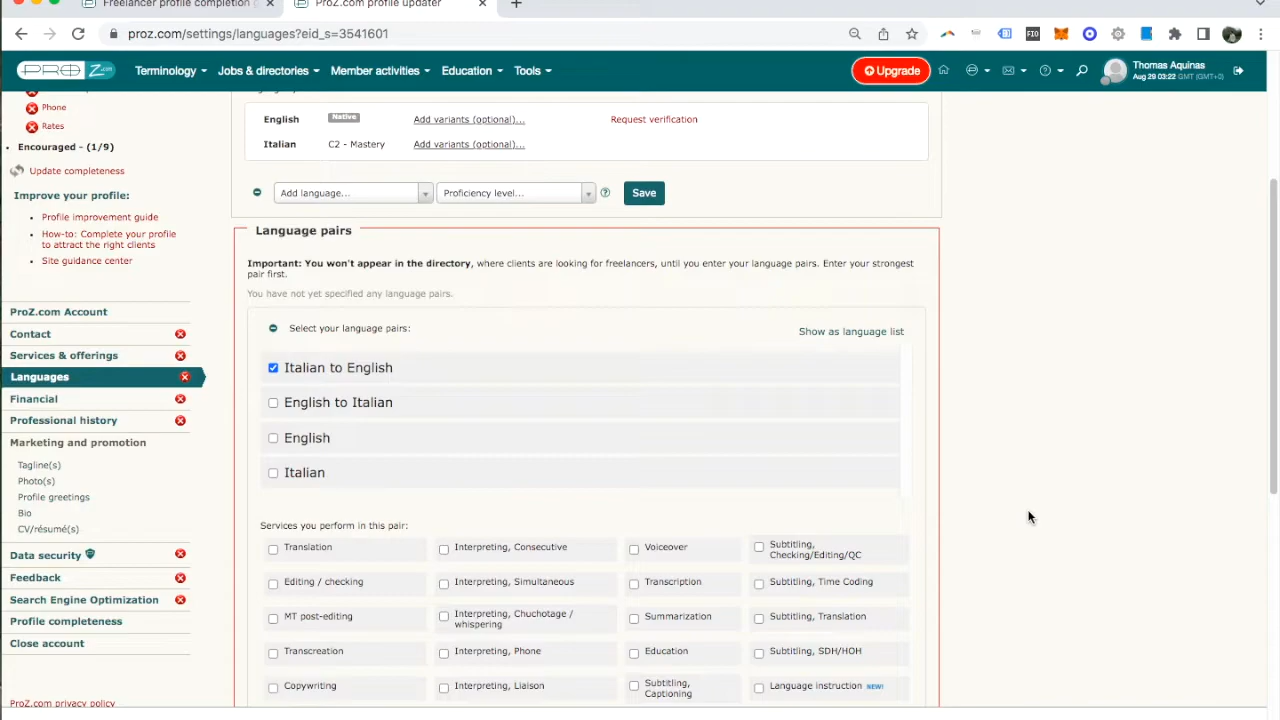 Freelancer profile completion
ProZ.com profile updater
proz.com/settings/languages?eid_s=3541601
PROZ.com
Terminology
Jobs & directories
Member activities
Education
Tools
Upgrade
Thomas Aquinas
Aug 29 03:22 GMT (GMT+0)
Phone
Rates
Encouraged - (1/9)
Update completeness
Improve your profile:
Profile improvement guide
How-to: Complete your profile
to attract the right clients
Site guidance center
ProZ.com Account
Contact
Services & offerings
Languages
Financial
Professional history
Marketing and promotion
Tagline(s)
Photo(s)
Profile greetings
Bio
CV/résumé(s)
Data security
Feedback
Search Engine Optimization
Profile completeness
Close account
ProZ.com privacy policy
English Native Add variants (optional)... Request verification
Italian C2 - Mastery Add variants (optional)...
Add language... Proficiency level... Save
Language pairs
Important: You won't appear in the directory, where clients are looking for freelancers, until you enter your language pairs. Enter your strongest
pair first.
You have not yet specified any language pairs.
Select your language pairs: Show as language list
Italian to English
English to Italian
English
Italian
Services you perform in this pair:
Translation
Interpreting, Consecutive
Voiceover
Subtitling,
Checking/Editing/QC
Editing / checking
Interpreting, Simultaneous
Transcription
Subtitling, Time Coding
MT post-editing
Interpreting, Chuchotage /
whispering
Summarization
Subtitling, Translation
Transcreation
Interpreting, Phone
Education
Subtitling, SDH/HOH
Copywriting
Interpreting, Liaison
Subtitling,
Captioning
Language instruction NEW!